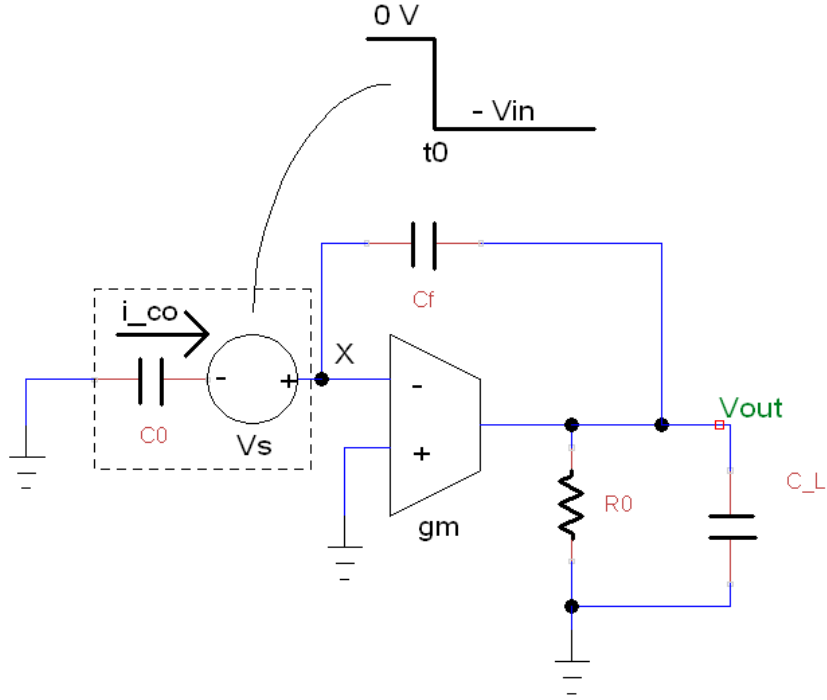 0 V
- Vin
t0
Cf
i_co
X
- +
-
+
C0
Vs
Vout
R0
C_L
gm